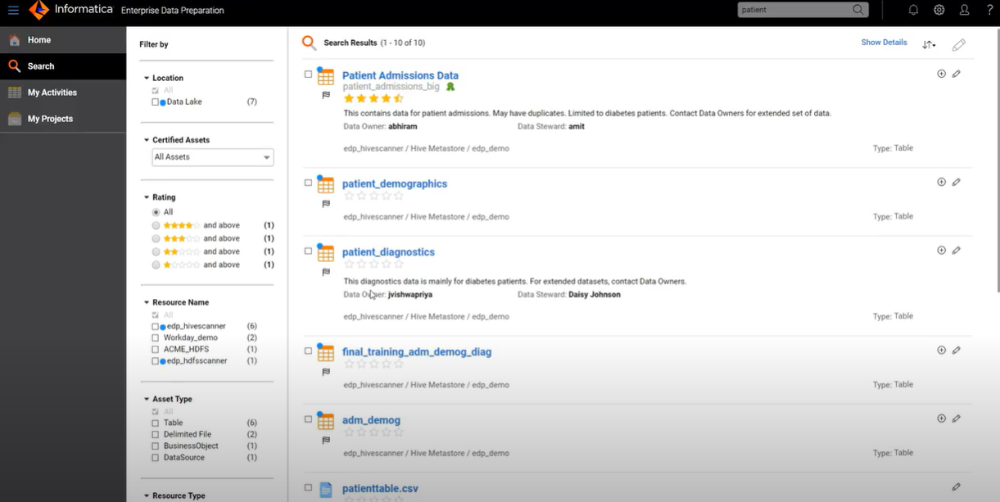 Informatica Enterprise Data Preparation
patient
Home
Search
My Activities
My Projects
Filter by
Location
All
Data Lake (7)
Certified Assets
All Assets
Rating
All
and above (1)
and above (1)
and above (1)
and above (1)
Resource Name
All
edp_hivescanner (6)
Workday_demo (2)
ACME_HDFS (1)
edp_hdfsscanner (1)
Asset Type
All
Table (6)
Delimited File (2)
BusinessObject (1)
DataSource (1)
Resource Type
Search Results (1 - 10 of 10)
Show Details
Patient Admissions Data
patient_admissions_big
This contains data for patient admissions. May have duplicates. Limited to diabetes patients. Contact Data Owners for extended set of data.
Data Owner: abhiram Data Steward: amit
edp_hivescanner / Hive Metastore / edp_demo Type: Table
patient_demographics
edp_hivescanner / Hive Metastore / edp_demo Type: Table
patient_diagnostics
This diagnostics data is mainly for diabetes patients. For extended datasets, contact Data Owners.
Data Owner: jvishwapriya Data Steward: Daisy Johnson
edp_hivescanner / Hive Metastore / edp_demo Type: Table
final_training_adm_demog_diag
edp_hivescanner / Hive Metastore / edp_demo Type: Table
adm_demog
edp_hivescanner / Hive Metastore / edp_demo Type: Table
patienttable.csv